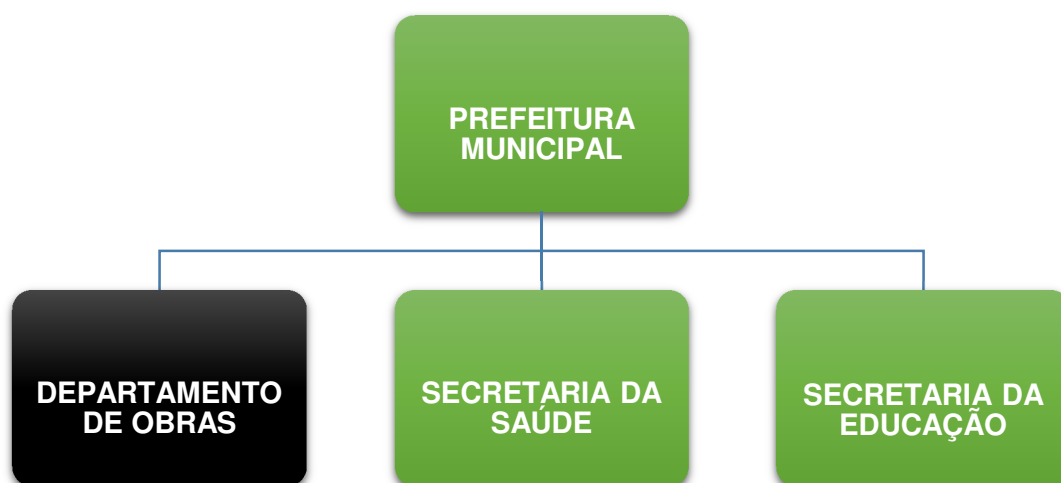 PREFEITURA
MUNICIPAL
DEPARTAMENTO
DE OBRAS
SECRETARIA DA
SAÚDE
SECRETARIA DA
EDUCAÇÃO